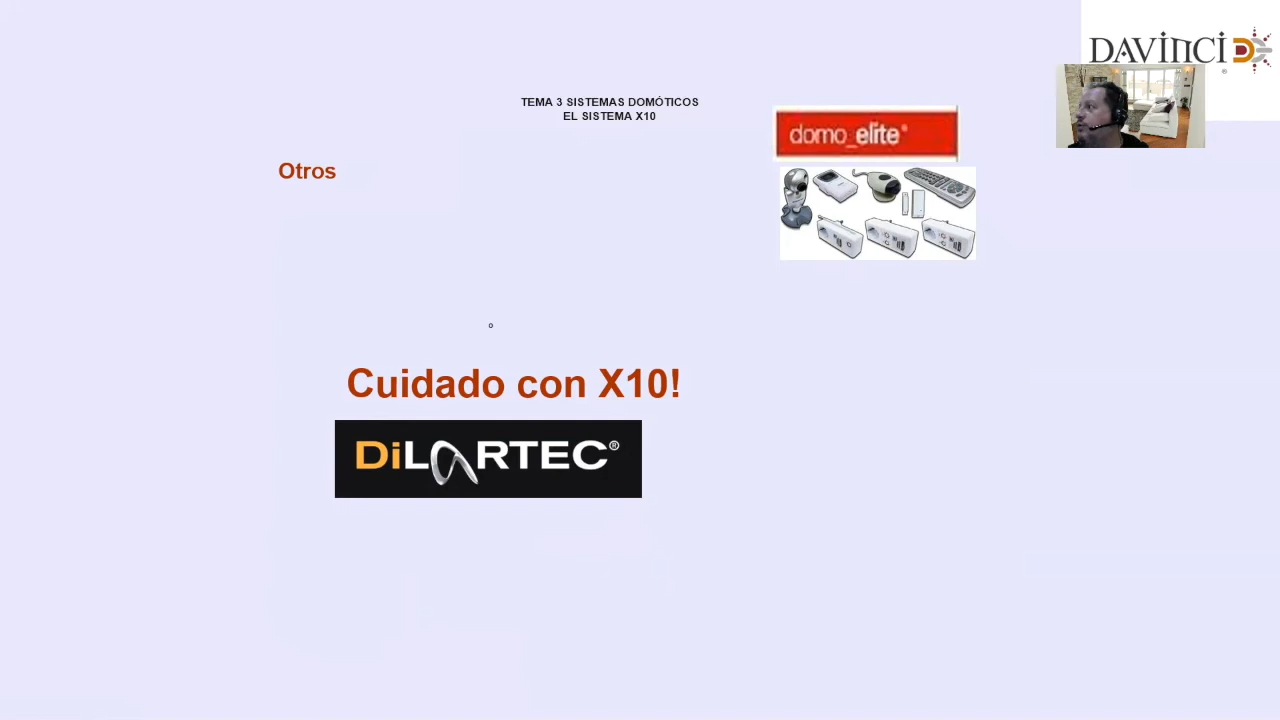 DAVINCI
TEMA 3 SISTEMAS DOMÓTICOS
EL SISTEMA X10
domo_elite®
Otros
Cuidado con X10!
DiLARTEC®